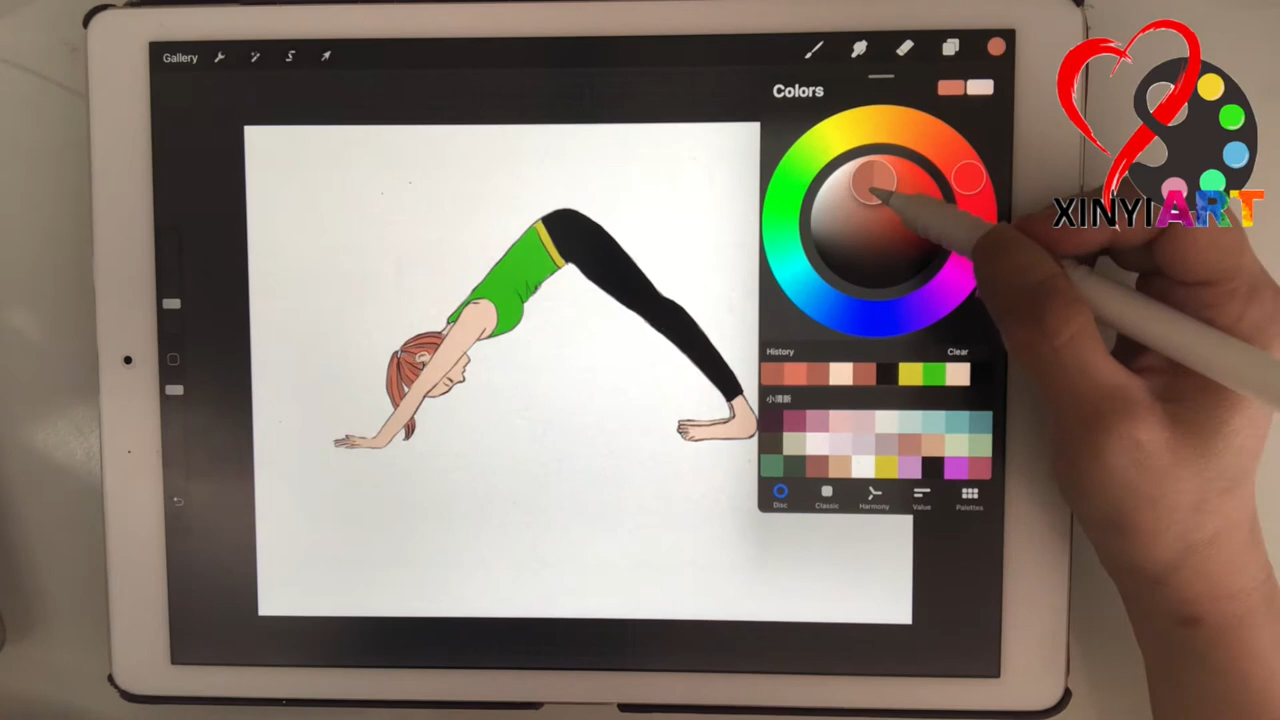 Gallery
Colors
History
Clear
小清新
Disc
Classic
Harmony
Value
Palettes
XINYIART